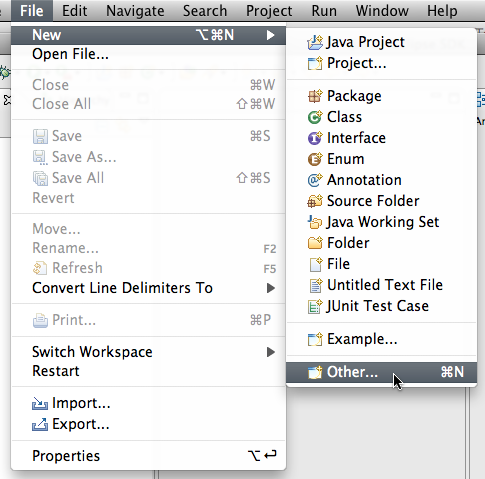 File Edit Navigate Search Project Run Window Help
New ⌥⌘N ▶
Open File...
Close ⌘W
Close All ⇧⌘W
Save ⌘S
Save As...
Save All ⇧⌘S
Revert
Move...
Rename... F2
Refresh F5
Convert Line Delimiters To ▶
Print... ⌘P
Switch Workspace ▶
Restart
Import...
Export...
Properties ⌥↩
Java Project
Project...
Package
Class
Interface
Enum
Annotation
Source Folder
Java Working Set
Folder
File
Untitled Text File
JUnit Test Case
Example...
Other... ⌘N